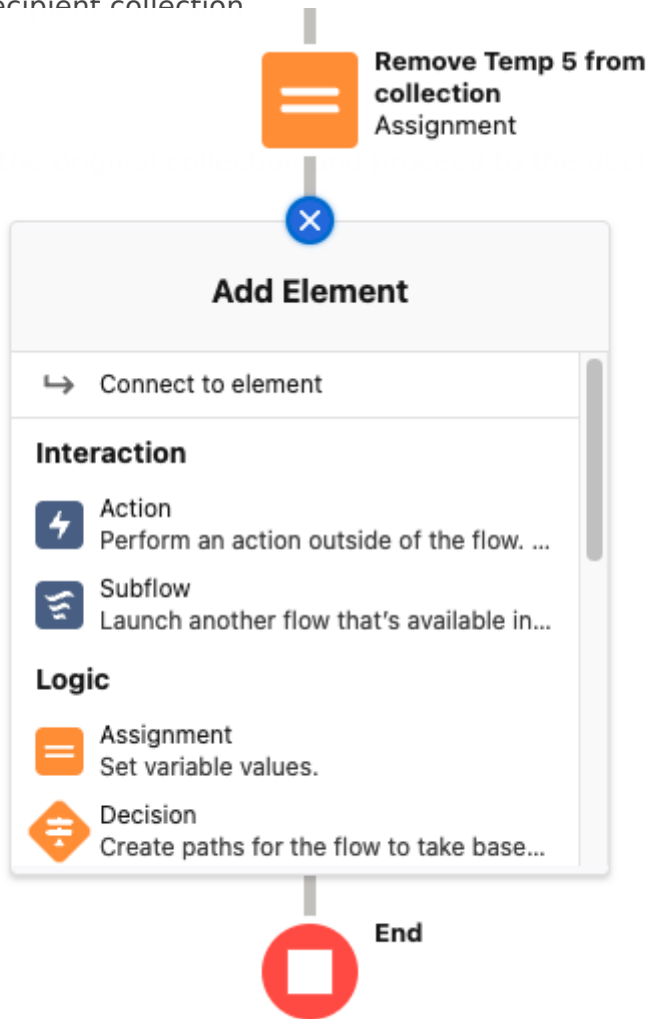 ecipient collection
Remove Temp 5 from
collection
Assignment
Add Element
Connect to element
Interaction
Action
Perform an action outside of the flow. ...
Subflow
Launch another flow that's available in...
Logic
Assignment
Set variable values.
Decision
Create paths for the flow to take base...
End